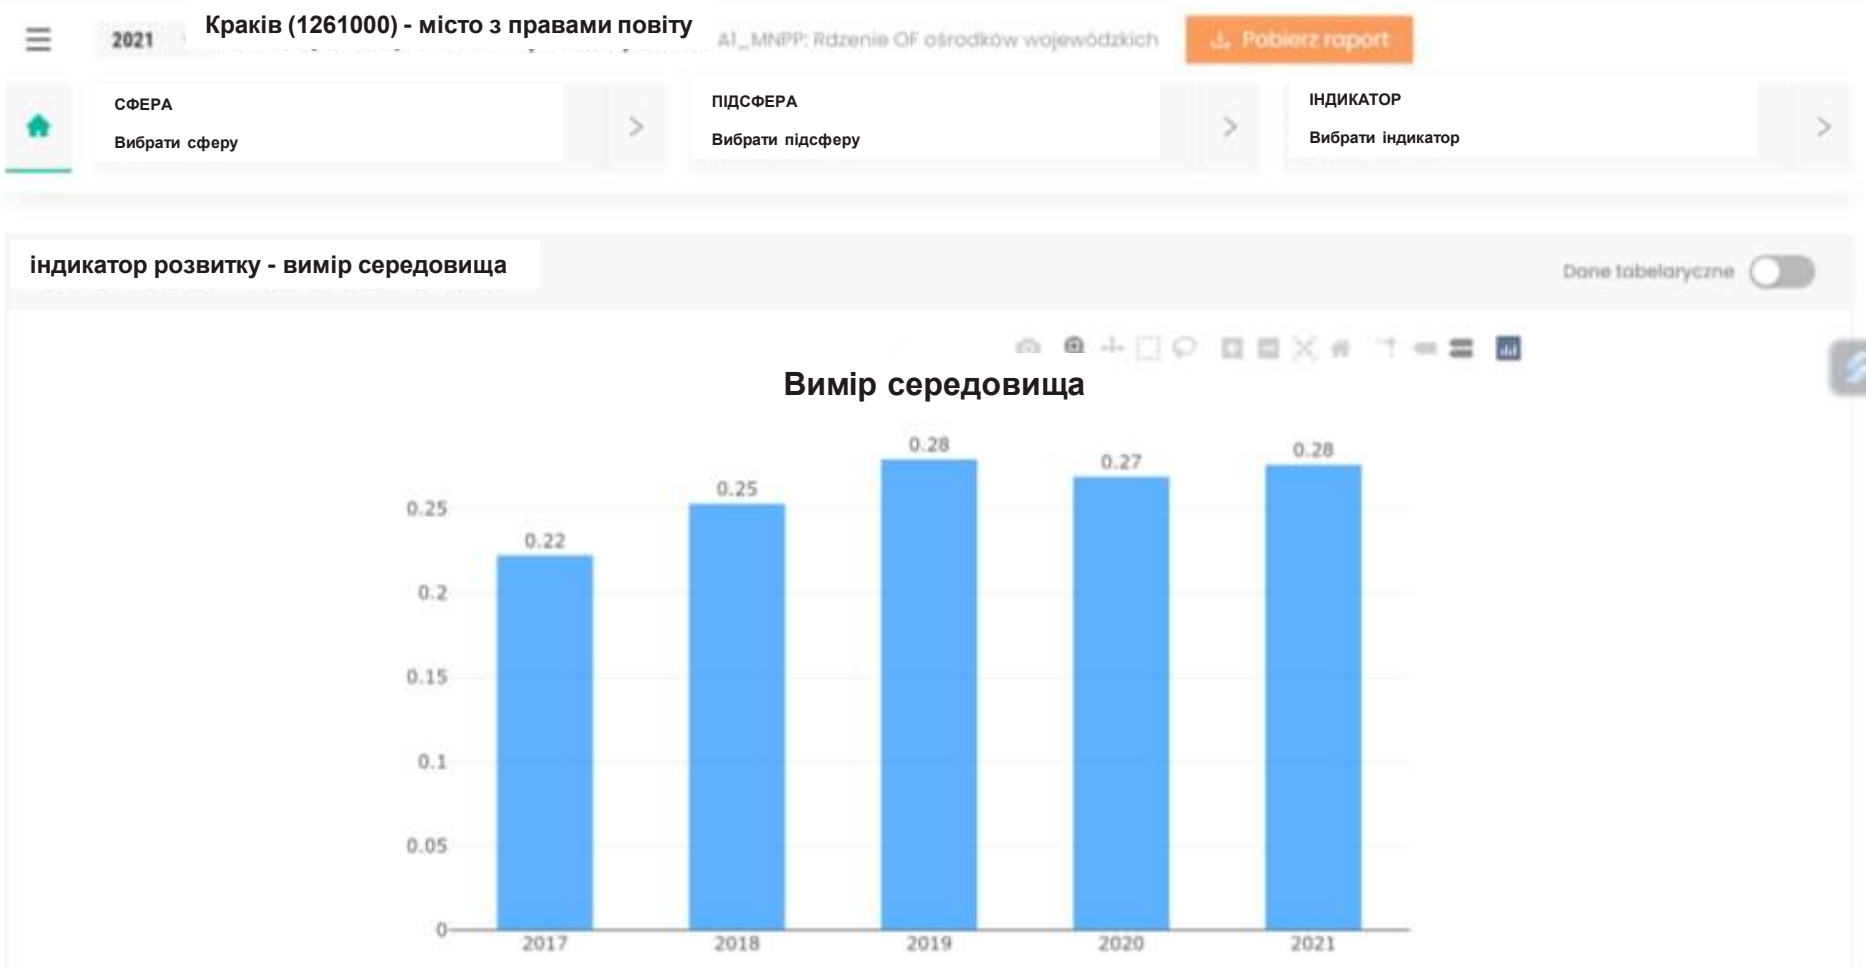 2021 Краків (1261000) - місто з правами повіту A1_MNPP: Rdzenie OF ośrodków wojewódzkich Pobierz raport
СФЕРА
Вибрати сферу
ПІДСФЕРА
Вибрати підсферу
ІНДИКАТОР
Вибрати індикатор
індикатор розвитку - вимір середовища
Dane tabelaryczne
Вимір середовища
0.28
0.28
0.27
0.25
0.25
0.22
0.2
0.15
0.1
0.05
0
2017 2018 2019 2020 2021